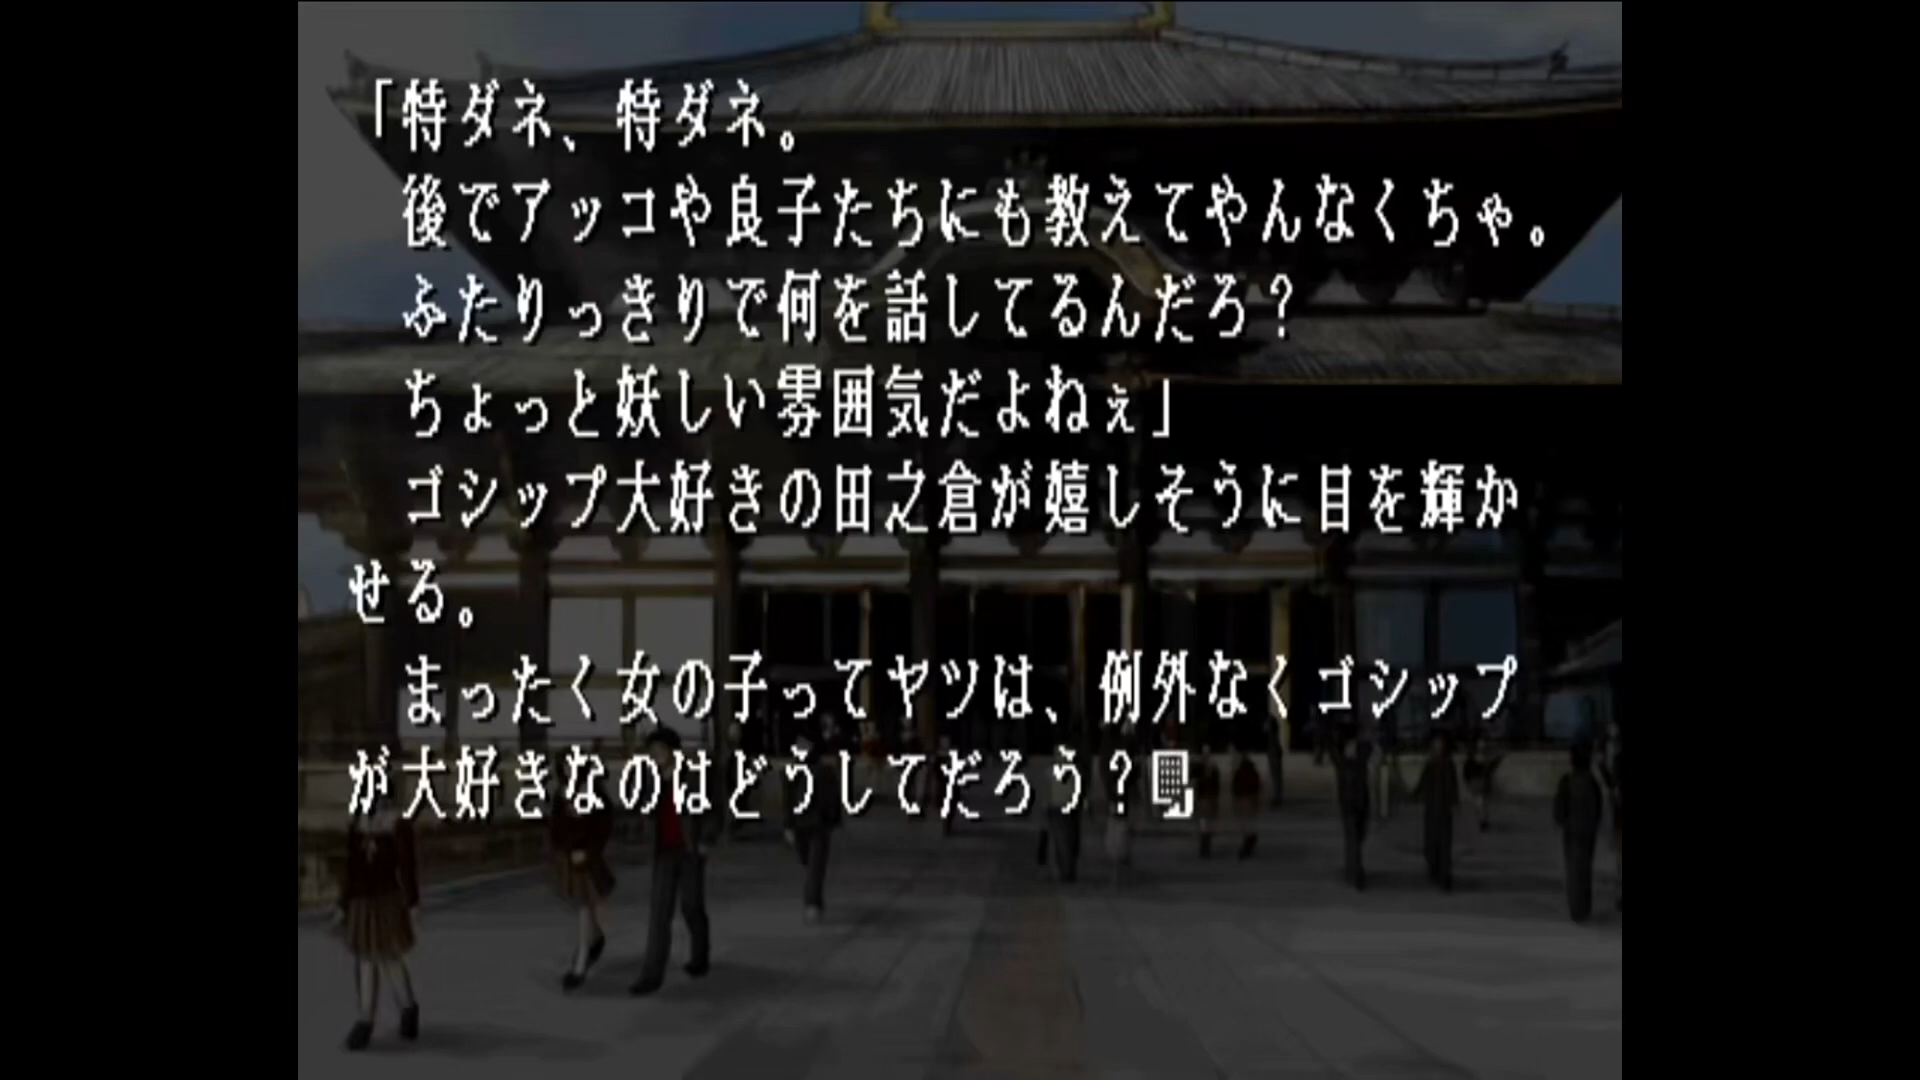 「特ダネ、特ダネ。
後でアッコや良子たちにも教えてやんなくちゃ。
ふたりっきりで何を話してるんだろ？
ちょっと妖しい雰囲気だよねぇ」
ゴシップ大好きの田之倉が嬉しそうに目を輝か
せる。
まったく女の子ってヤツは、例外なくゴシップ
が大好きなのはどうしてだろう？